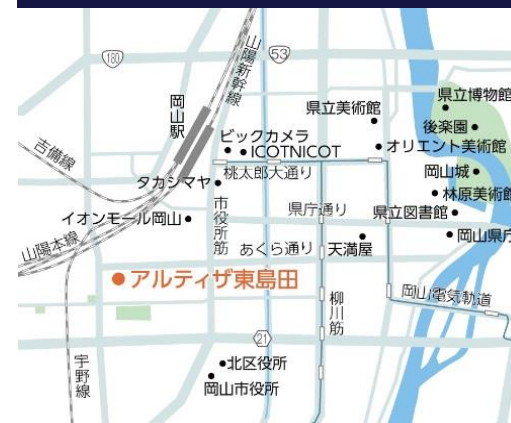 180
53
山陽新幹線
県立博物館
県立美術館
岡山駅
後楽園
ビックカメラ
ICOTNICOT
オリエント美術館
吉備線
桃太郎大通り
岡山城
タカシマヤ
林原美術館
市役所筋
県庁通り
県立図書館
イオンモール岡山
岡山県庁
山陽本線
あくら通り
天満屋
アルティザ東島田
岡山電気軌道
柳川筋
21
宇野線
北区役所
岡山市役所